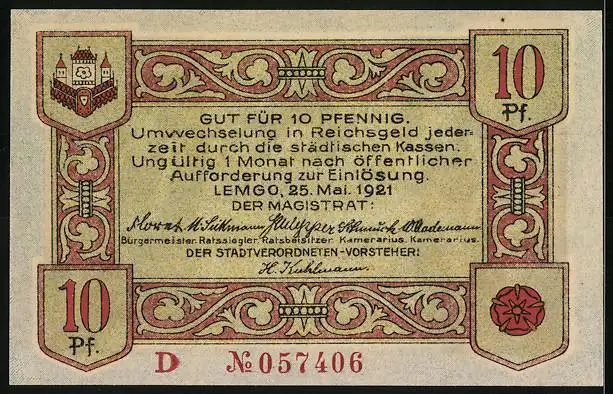 10
Pf.
GUT FÜR 10 PFENNIG.
Umwechselung in Reichsgeld jeder-
zeit durch die städtischen Kassen.
Ungültig 1 Monat nach öffentlicher
Aufforderung zur Einlösung.
LEMGO, 25. Mai. 1921
DER MAGISTRAT:
Bürgermeister. Ratssiegler. Ratsbeisitzer. Kamerarius. Kamerarius.
DER STADTVERORDNETEN-VORSTEHER:
H. Kuhlmann.
10
Pf.
D №057406